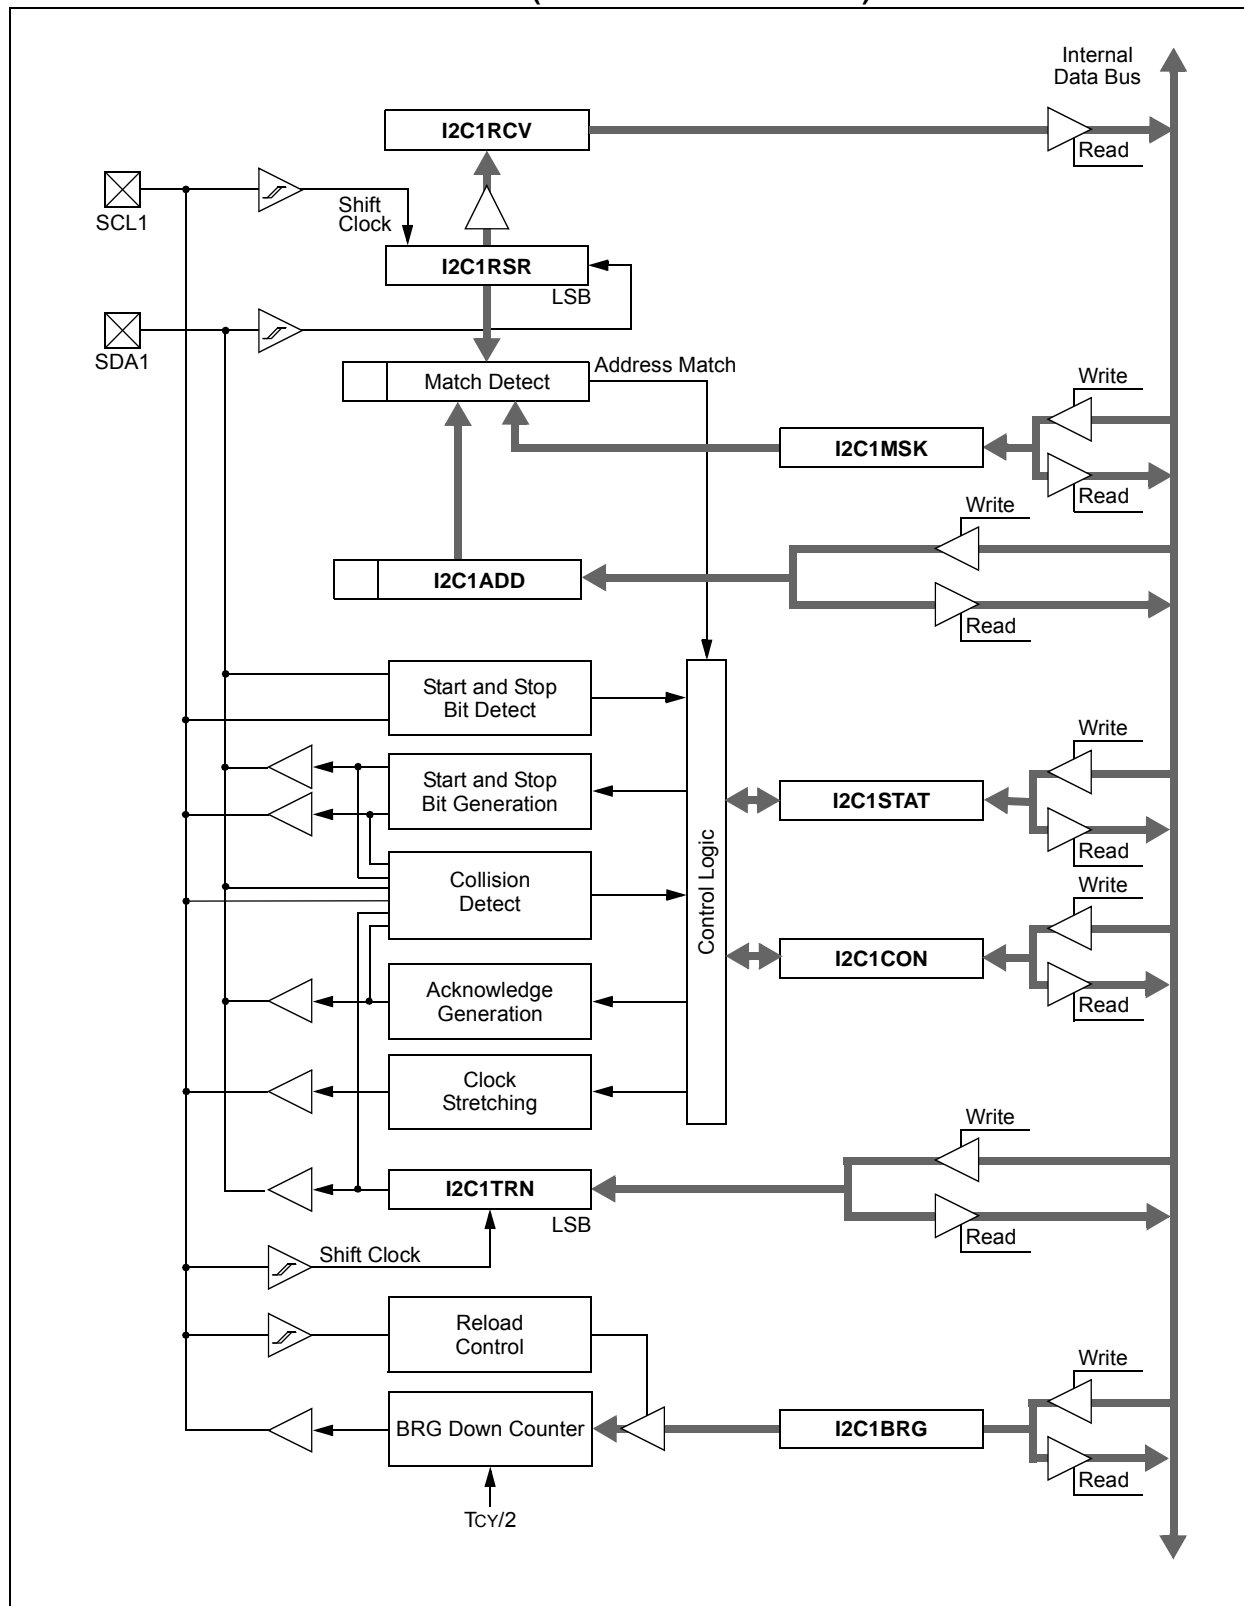 Internal
Data Bus
I2C1RCV
Read
SCL1
Shift
Clock
I2C1RSR
LSB
SDA1
Match Detect
Address Match
Write
I2C1MSK
Read
Write
I2C1ADD
Read
Start and Stop
Bit Detect
Start and Stop
Bit Generation
Write
I2C1STAT
Read
Collision
Detect
Control Logic
Write
I2C1CON
Read
Acknowledge
Generation
Clock
Stretching
Write
I2C1TRN
LSB
Read
Shift Clock
Reload
Control
Write
BRG Down Counter
I2C1BRG
Read
TCY/2